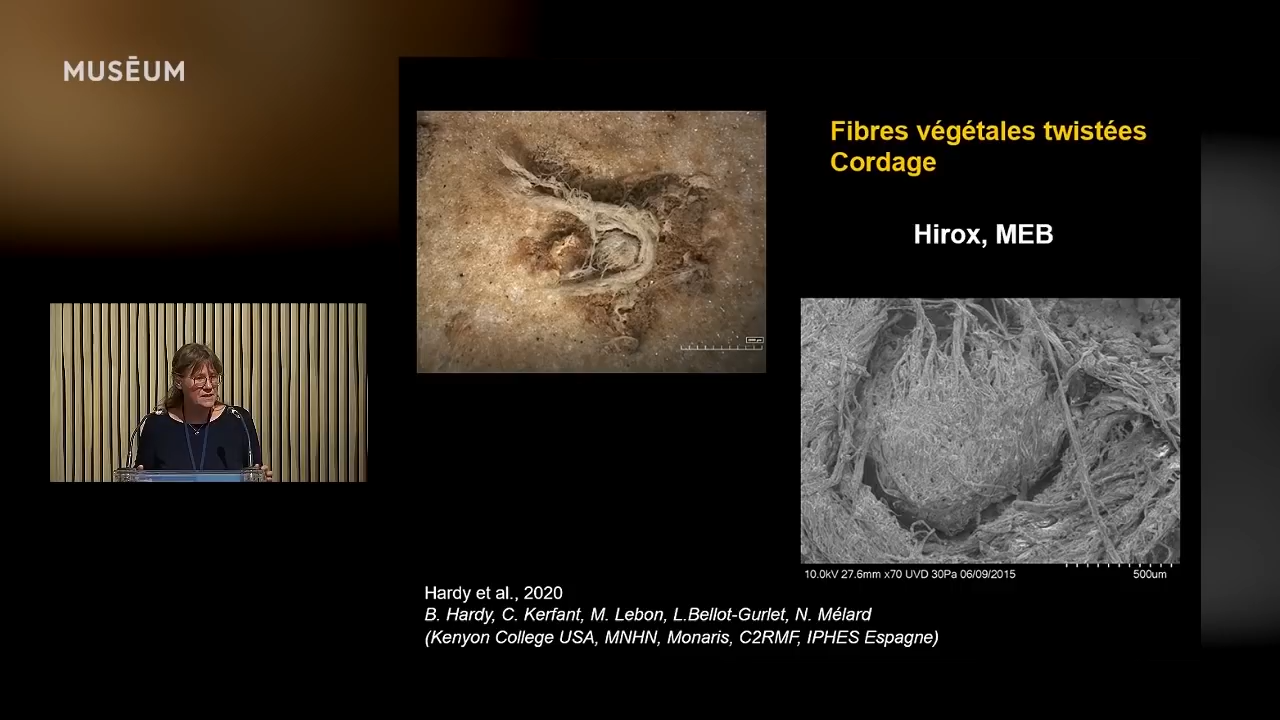 MUSĒUM
Fibres végétales twistées
Cordage
Hirox, MEB
10.0kV 27.6mm x70 UVD 30Pa 06/09/2015
500um
Hardy et al., 2020
B. Hardy, C. Kerfant, M. Lebon, L.Bellot-Gurlet, N. Mélard
(Kenyon College USA, MNHN, Monaris, C2RMF, IPHES Espagne)